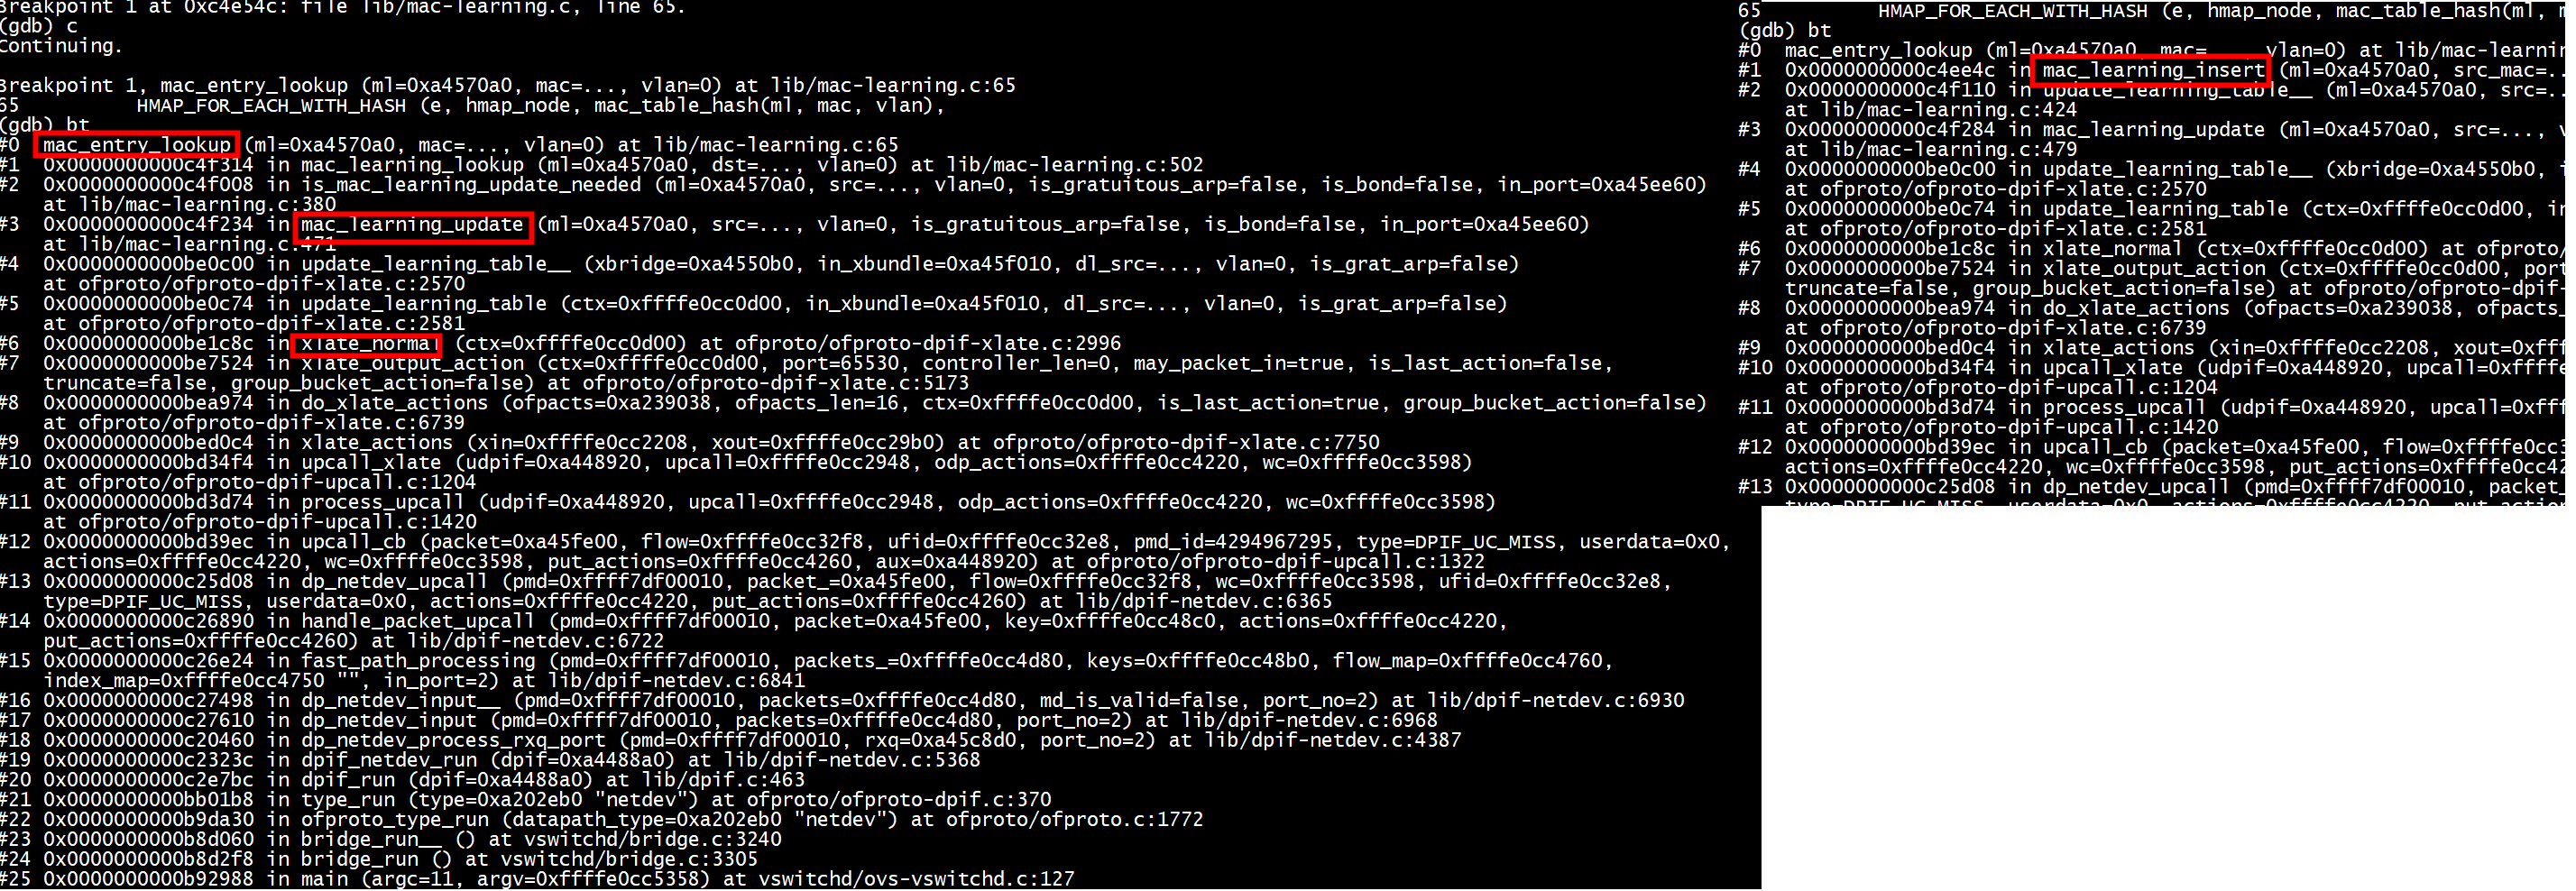 Breakpoint 1 at 0xc4e54c: file lib/mac-learning.c, line 65.
(gdb) c
Continuing.
Breakpoint 1, mac_entry_lookup (ml=0xa4570a0, mac=..., vlan=0) at lib/mac-learning.c:65
65 HMAP_FOR_EACH_WITH_HASH (e, hmap_node, mac_table_hash(ml, mac, vlan),
(gdb) bt
#0 mac_entry_lookup (ml=0xa4570a0, mac=..., vlan=0) at lib/mac-learning.c:65
#1 0x0000000000c4f314 in mac_learning_lookup (ml=0xa4570a0, dst=..., vlan=0) at lib/mac-learning.c:502
#2 0x0000000000c4f008 in is_mac_learning_update_needed (ml=0xa4570a0, src=..., vlan=0, is_gratuitous_arp=false, is_bond=false, in_port=0xa45ee60)
at lib/mac-learning.c:380
#3 0x0000000000c4f234 in mac_learning_update (ml=0xa4570a0, src=..., vlan=0, is_gratuitous_arp=false, is_bond=false, in_port=0xa45ee60)
at lib/mac-learning.c:471
#4 0x0000000000be0c00 in update_learning_table__ (xbridge=0xa4550b0, in_xbundle=0xa45f010, dl_src=..., vlan=0, is_grat_arp=false)
at ofproto/ofproto-dpif-xlate.c:2570
#5 0x0000000000be0c74 in update_learning_table (ctx=0xffffe0cc0d00, in_xbundle=0xa45f010, dl_src=..., vlan=0, is_grat_arp=false)
at ofproto/ofproto-dpif-xlate.c:2581
#6 0x0000000000be1c8c in xlate_normal (ctx=0xffffe0cc0d00) at ofproto/ofproto-dpif-xlate.c:2996
#7 0x0000000000be7524 in xlate_output_action (ctx=0xffffe0cc0d00, port=65530, controller_len=0, may_packet_in=true, is_last_action=false,
truncate=false, group_bucket_action=false) at ofproto/ofproto-dpif-xlate.c:5173
#8 0x0000000000bea974 in do_xlate_actions (ofpacts=0xa239038, ofpacts_len=16, ctx=0xffffe0cc0d00, is_last_action=true, group_bucket_action=false)
at ofproto/ofproto-dpif-xlate.c:6739
#9 0x0000000000bed0c4 in xlate_actions (xin=0xffffe0cc2208, xout=0xffffe0cc29b0) at ofproto/ofproto-dpif-xlate.c:7750
#10 0x0000000000bd34f4 in upcall_xlate (udpif=0xa448920, upcall=0xffffe0cc2948, odp_actions=0xffffe0cc4220, wc=0xffffe0cc3598)
at ofproto/ofproto-dpif-upcall.c:1204
#11 0x0000000000bd3d74 in process_upcall (udpif=0xa448920, upcall=0xffffe0cc2948, odp_actions=0xffffe0cc4220, wc=0xffffe0cc3598)
at ofproto/ofproto-dpif-upcall.c:1420
#12 0x0000000000bd39ec in upcall_cb (packet=0xa45fe00, flow=0xffffe0cc32f8, ufid=0xffffe0cc32e8, pmd_id=4294967295, type=DPIF_UC_MISS, userdata=0x0,
actions=0xffffe0cc4220, wc=0xffffe0cc3598, put_actions=0xffffe0cc4260, aux=0xa448920) at ofproto/ofproto-dpif-upcall.c:1322
#13 0x0000000000c25d08 in dp_netdev_upcall (pmd=0xffff7df00010, packet_=0xa45fe00, flow=0xffffe0cc32f8, wc=0xffffe0cc3598, ufid=0xffffe0cc32e8,
type=DPIF_UC_MISS, userdata=0x0, actions=0xffffe0cc4220, put_actions=0xffffe0cc4260) at lib/dpif-netdev.c:6365
#14 0x0000000000c26890 in handle_packet_upcall (pmd=0xffff7df00010, packet=0xa45fe00, key=0xffffe0cc48c0, actions=0xffffe0cc4220,
put_actions=0xffffe0cc4260) at lib/dpif-netdev.c:6722
#15 0x0000000000c26e24 in fast_path_processing (pmd=0xffff7df00010, packets_=0xffffe0cc4d80, keys=0xffffe0cc48b0, flow_map=0xffffe0cc4760,
index_map=0xffffe0cc4750 "", in_port=2) at lib/dpif-netdev.c:6841
#16 0x0000000000c27498 in dp_netdev_input__ (pmd=0xffff7df00010, packets=0xffffe0cc4d80, md_is_valid=false, port_no=2) at lib/dpif-netdev.c:6930
#17 0x0000000000c27610 in dp_netdev_input (pmd=0xffff7df00010, packets=0xffffe0cc4d80, port_no=2) at lib/dpif-netdev.c:6968
#18 0x0000000000c20460 in dp_netdev_process_rxq_port (pmd=0xffff7df00010, rxq=0xa45c8d0, port_no=2) at lib/dpif-netdev.c:4387
#19 0x0000000000c2323c in dpif_netdev_run (dpif=0xa4488a0) at lib/dpif-netdev.c:5368
#20 0x0000000000c2e7bc in dpif_run (dpif=0xa4488a0) at lib/dpif.c:463
#21 0x0000000000bb01b8 in type_run (type=0xa202eb0 "netdev") at ofproto/ofproto-dpif.c:370
#22 0x0000000000b9da30 in ofproto_type_run (datapath_type=0xa202eb0 "netdev") at ofproto/ofproto.c:1772
#23 0x0000000000b8d060 in bridge_run__ () at vswitchd/bridge.c:3240
#24 0x0000000000b8d2f8 in bridge_run () at vswitchd/bridge.c:3305
#25 0x0000000000b92988 in main (argc=11, argv=0xffffe0cc5358) at vswitchd/ovs-vswitchd.c:127
65 HMAP_FOR_EACH_WITH_HASH (e, hmap_node, mac_table_hash(ml, m
(gdb) bt
#0 mac_entry_lookup (ml=0xa4570a0, mac=..., vlan=0) at lib/mac-learnin
#1 0x0000000000c4ee4c in mac_learning_insert (ml=0xa4570a0, src_mac=..
#2 0x0000000000c4f110 in update_learning_table__ (ml=0xa4570a0, src=..
at lib/mac-learning.c:424
#3 0x0000000000c4f284 in mac_learning_update (ml=0xa4570a0, src=..., v
at lib/mac-learning.c:479
#4 0x0000000000be0c00 in update_learning_table__ (xbridge=0xa4550b0, i
at ofproto/ofproto-dpif-xlate.c:2570
#5 0x0000000000be0c74 in update_learning_table (ctx=0xffffe0cc0d00, in
at ofproto/ofproto-dpif-xlate.c:2581
#6 0x0000000000be1c8c in xlate_normal (ctx=0xffffe0cc0d00) at ofproto/
#7 0x0000000000be7524 in xlate_output_action (ctx=0xffffe0cc0d00, port
truncate=false, group_bucket_action=false) at ofproto/ofproto-dpif-
#8 0x0000000000bea974 in do_xlate_actions (ofpacts=0xa239038, ofpacts_
at ofproto/ofproto-dpif-xlate.c:6739
#9 0x0000000000bed0c4 in xlate_actions (xin=0xffffe0cc2208, xout=0xfff
#10 0x0000000000bd34f4 in upcall_xlate (udpif=0xa448920, upcall=0xffffe
at ofproto/ofproto-dpif-upcall.c:1204
#11 0x0000000000bd3d74 in process_upcall (udpif=0xa448920, upcall=0xfff
at ofproto/ofproto-dpif-upcall.c:1420
#12 0x0000000000bd39ec in upcall_cb (packet=0xa45fe00, flow=0xffffe0cc3
actions=0xffffe0cc4220, wc=0xffffe0cc3598, put_actions=0xffffe0cc42
#13 0x0000000000c25d08 in dp_netdev_upcall (pmd=0xffff7df00010, packet_
type=DPIF_UC_MISS, userdata=0x0, actions=0xffffe0cc4220, put_action